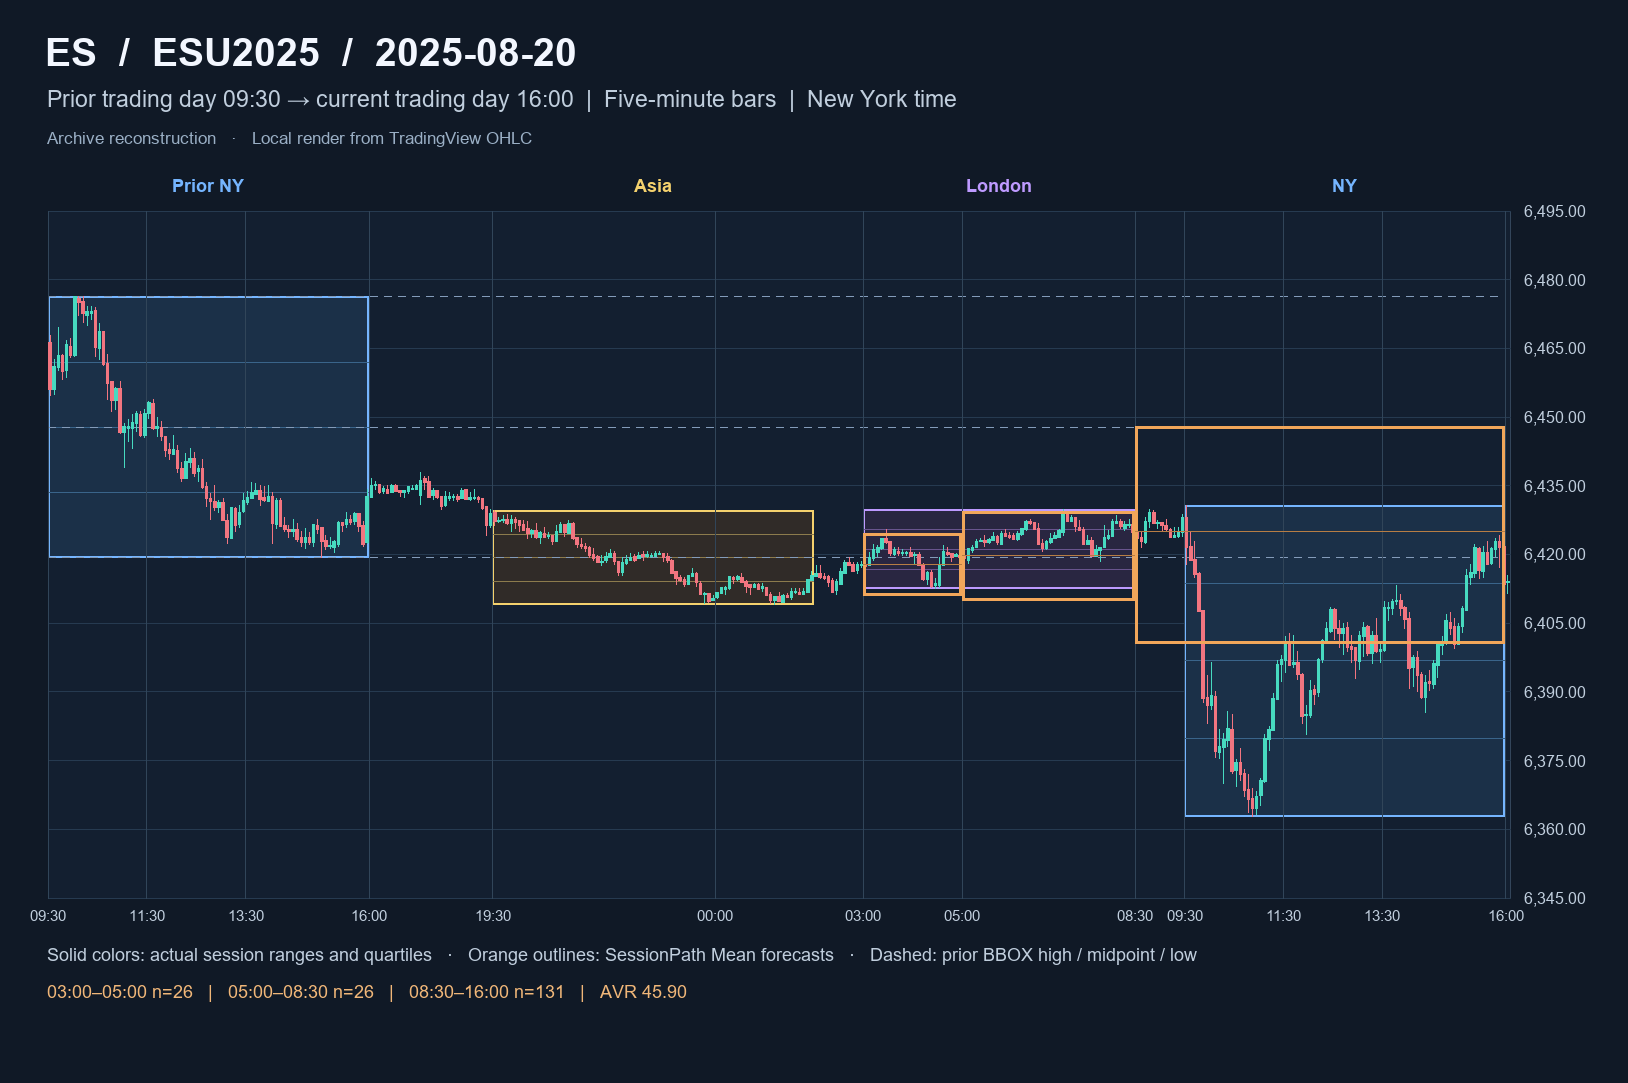 ES / ESU2025 / 2025-08-20
Prior trading day 09:30 → current trading day 16:00 | Five-minute bars | New York time
Archive reconstruction · Local render from TradingView OHLC
Prior NY Asia London NY
6,495.00
6,480.00
6,465.00
6,450.00
6,435.00
6,420.00
6,405.00
6,390.00
6,375.00
6,360.00
6,345.00
09:30 11:30 13:30 16:00 19:30 00:00 03:00 05:00 08:30 09:30 11:30 13:30 16:00
Solid colors: actual session ranges and quartiles · Orange outlines: SessionPath Mean forecasts · Dashed: prior BBOX high / midpoint / low
03:00–05:00 n=26 | 05:00–08:30 n=26 | 08:30–16:00 n=131 | AVR 45.90